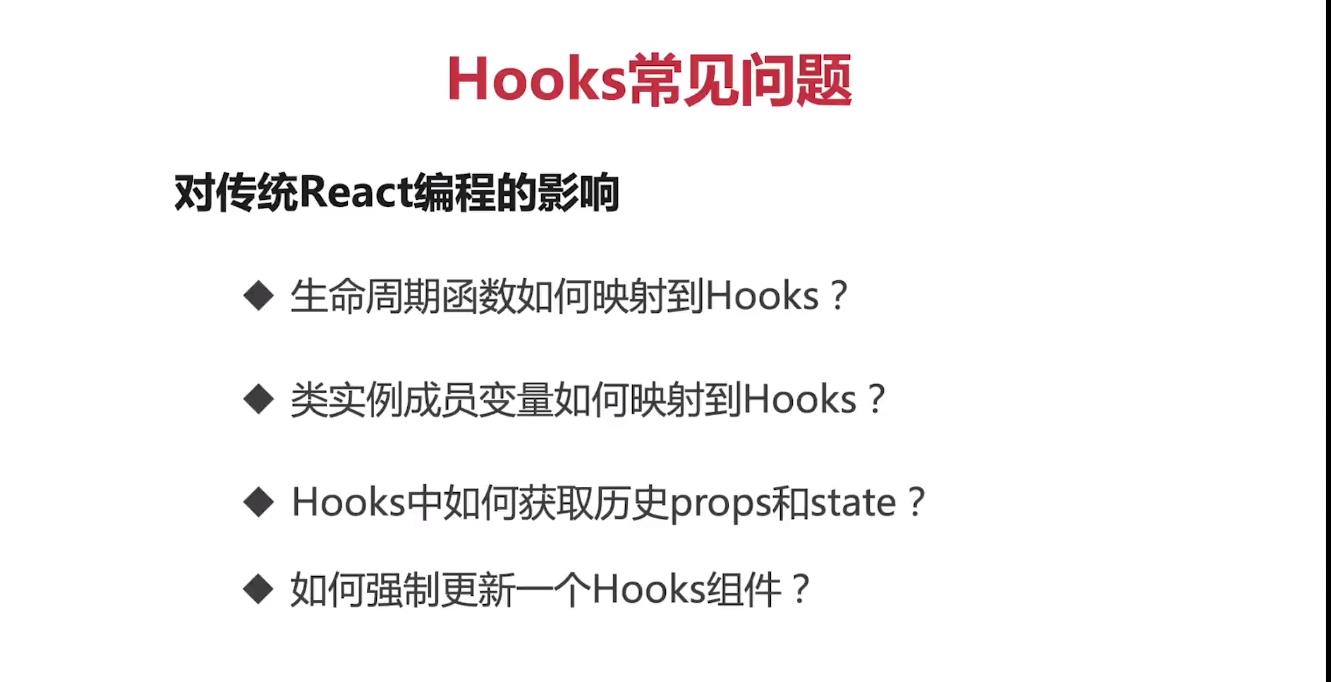 Hooks常见问题
对传统React编程的影响
◆ 生命周期函数如何映射到Hooks？
◆ 类实例成员变量如何映射到Hooks？
◆ Hooks中如何获取历史props和state？
◆ 如何强制更新一个Hooks组件？